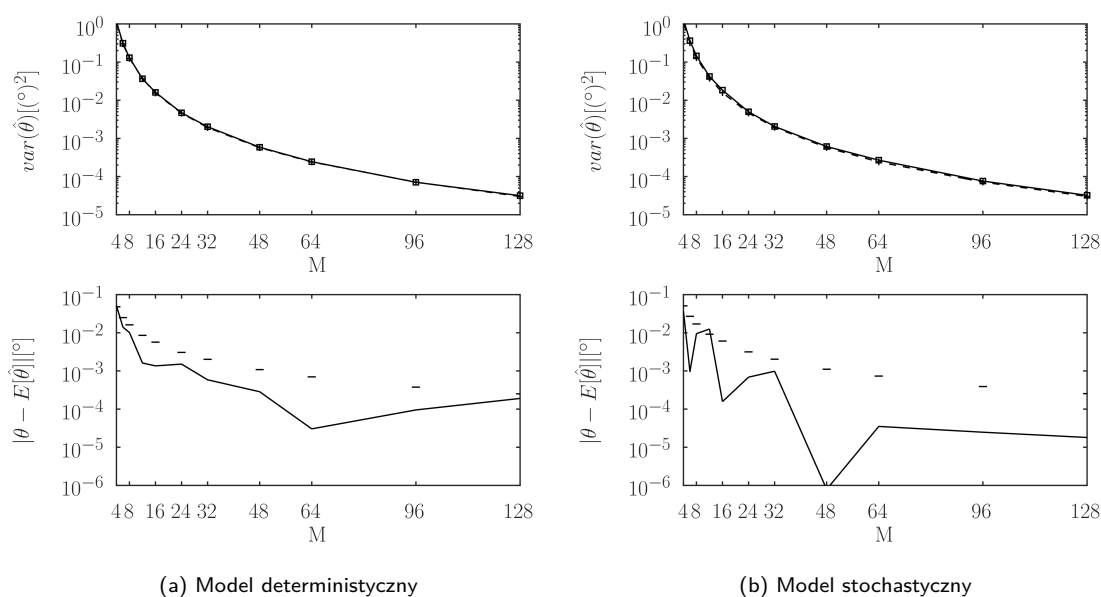 10^0
10^-1
10^-2
10^-3
10^-4
10^-5
var(θ̂)[(°)^2]
4 8 16 24 32 48 64 96 128
M
10^0
10^-1
10^-2
10^-3
10^-4
10^-5
var(θ̂)[(°)^2]
4 8 16 24 32 48 64 96 128
M
10^-1
10^-2
10^-3
10^-4
10^-5
10^-6
|θ − E[θ̂]|[°]
4 8 16 24 32 48 64 96 128
M
10^-1
10^-2
10^-3
10^-4
10^-5
10^-6
|θ − E[θ̂]|[°]
4 8 16 24 32 48 64 96 128
M
(a) Model deterministyczny
(b) Model stochastyczny